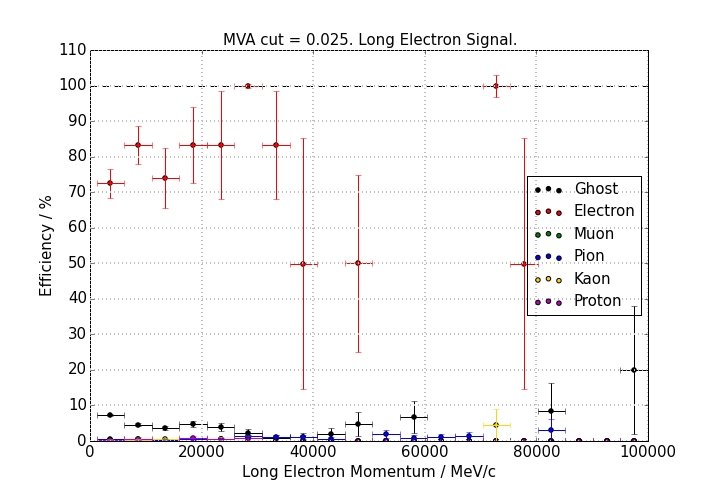 MVA cut = 0.025. Long Electron Signal.
110
100
90
80
70
60
50
40
30
20
10
0
Efficiency / %
Ghost
Electron
Muon
Pion
Kaon
Proton
0 20000 40000 60000 80000 100000
Long Electron Momentum / MeV/c